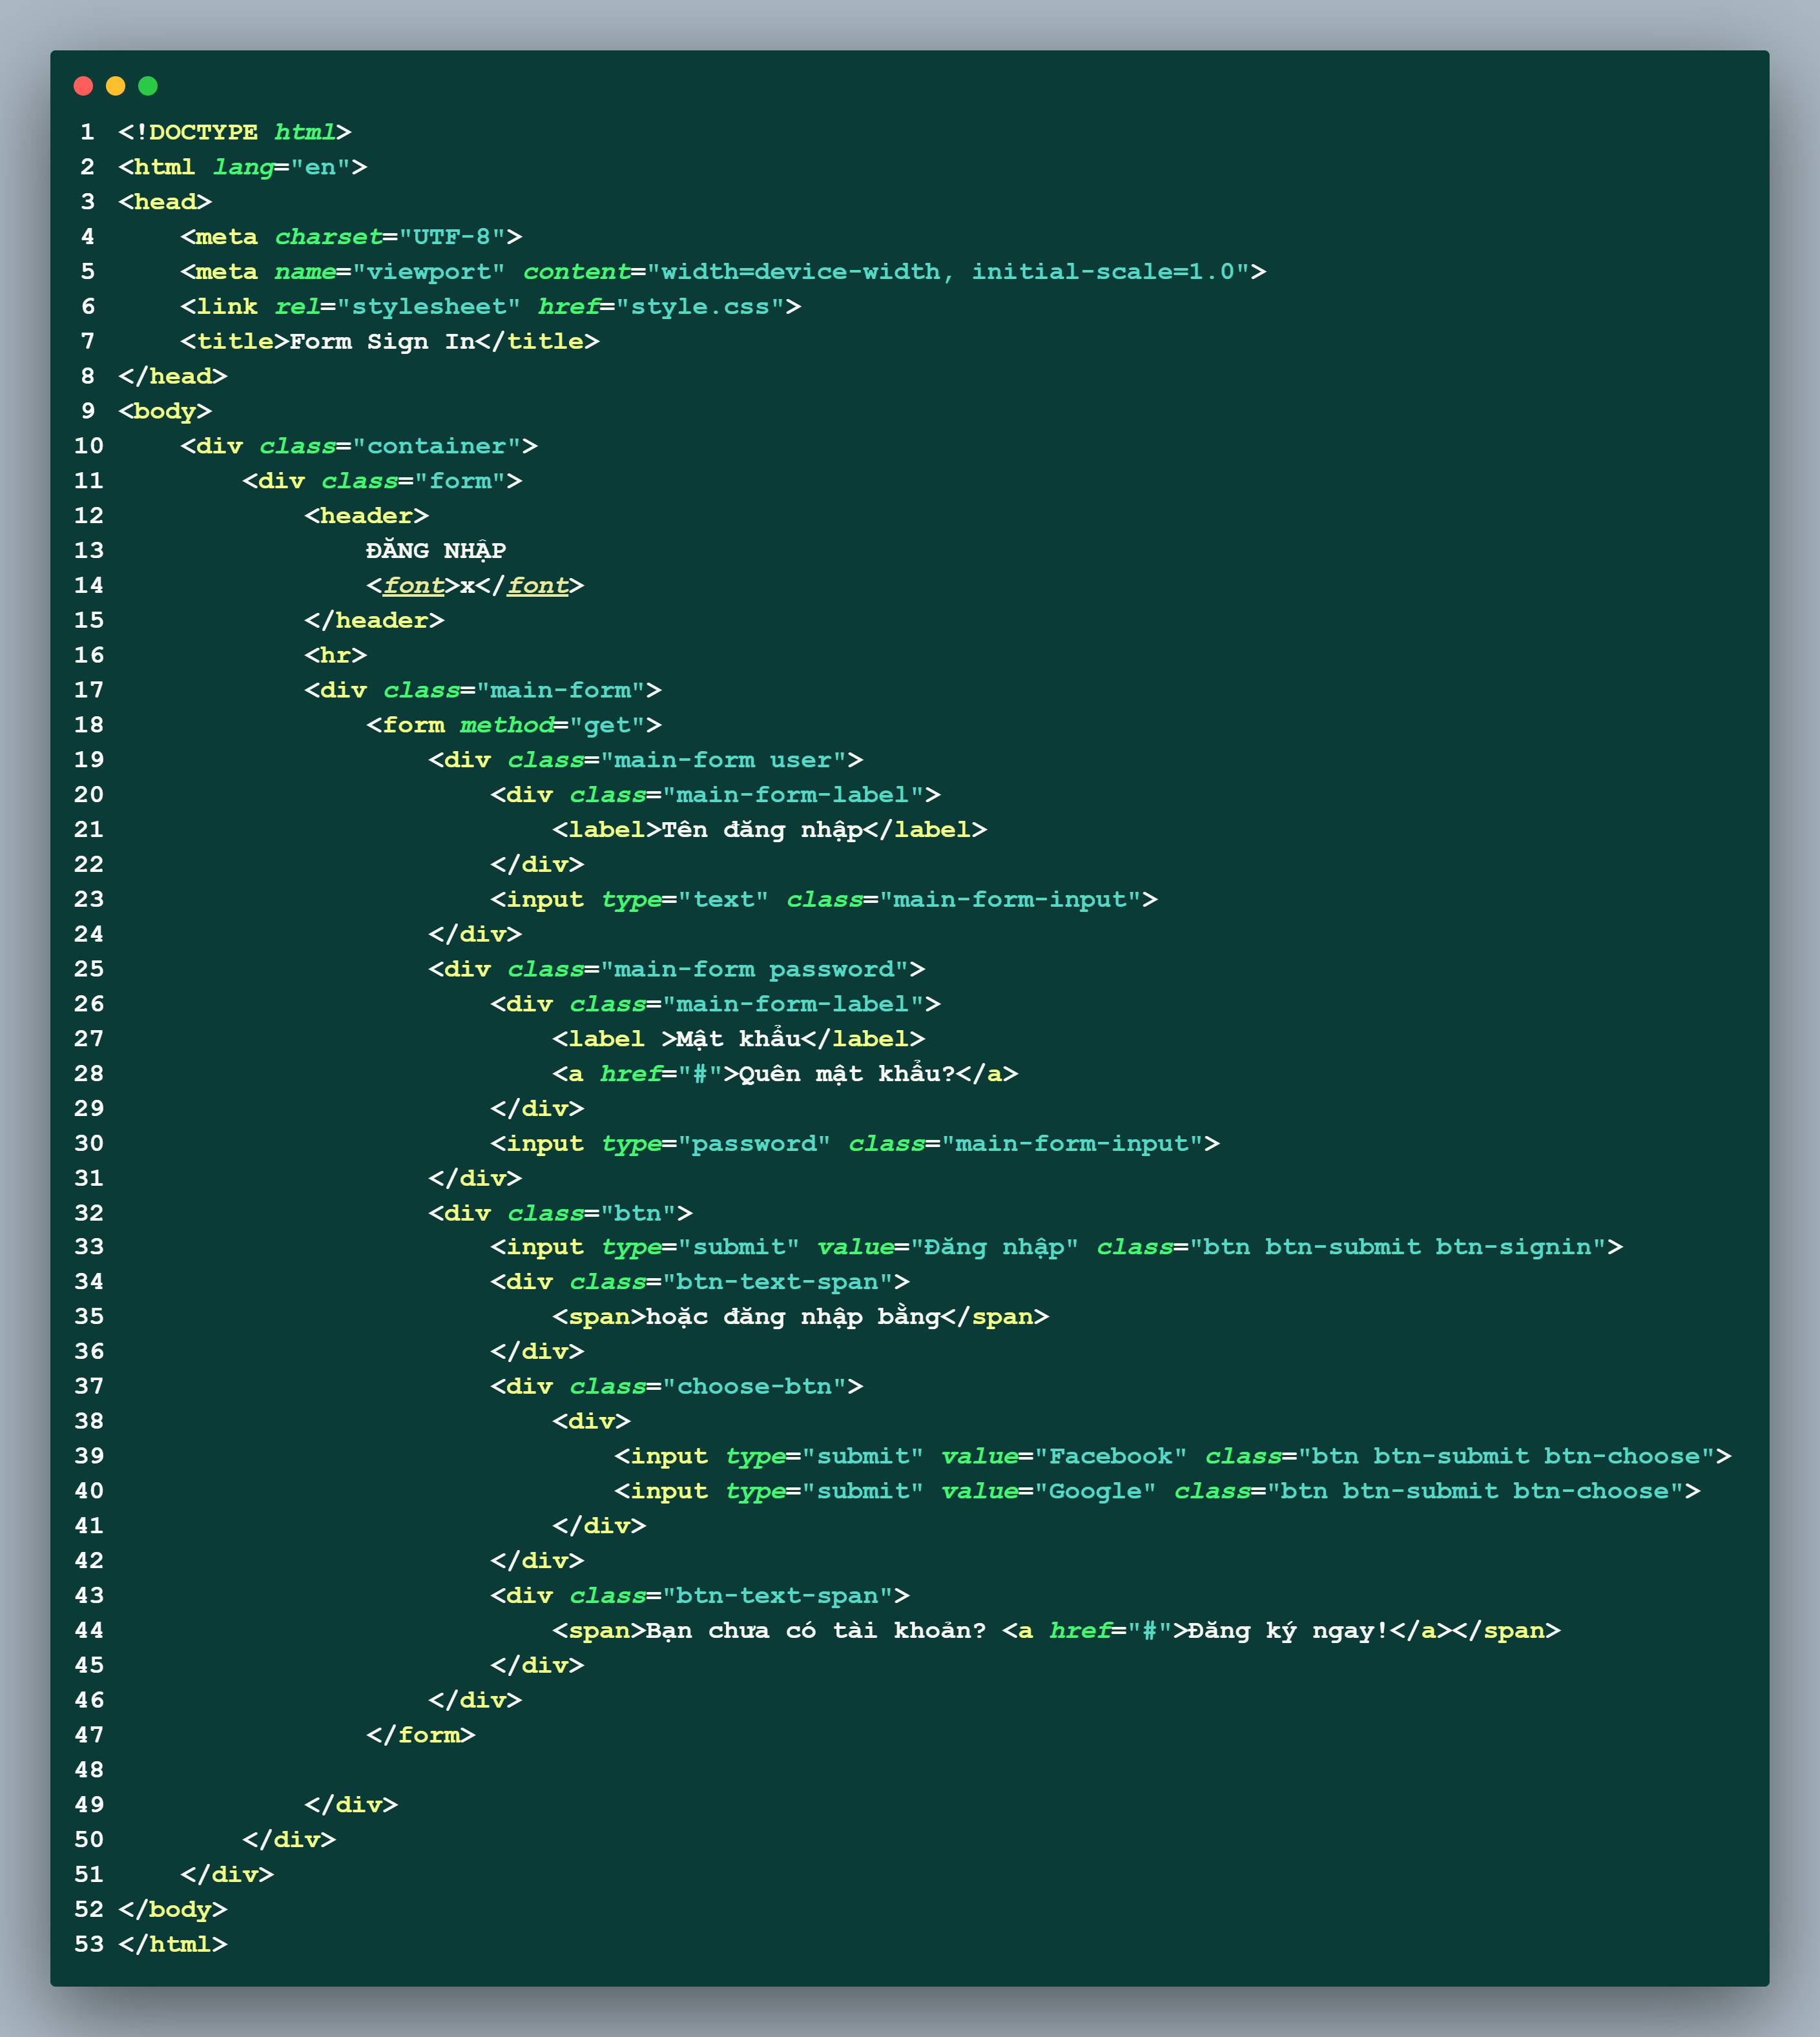 1 <!DOCTYPE html>
2 <html lang="en">
3 <head>
4     <meta charset="UTF-8">
5     <meta name="viewport" content="width=device-width, initial-scale=1.0">
6     <link rel="stylesheet" href="style.css">
7     <title>Form Sign In</title>
8 </head>
9 <body>
10     <div class="container">
11         <div class="form">
12             <header>
13                 ĐĂNG NHẬP
14                 <font>x</font>
15             </header>
16             <hr>
17             <div class="main-form">
18                 <form method="get">
19                     <div class="main-form user">
20                         <div class="main-form-label">
21                             <label>Tên đăng nhập</label>
22                         </div>
23                         <input type="text" class="main-form-input">
24                     </div>
25                     <div class="main-form password">
26                         <div class="main-form-label">
27                             <label >Mật khẩu</label>
28                             <a href="#">Quên mật khẩu?</a>
29                         </div>
30                         <input type="password" class="main-form-input">
31                     </div>
32                     <div class="btn">
33                         <input type="submit" value="Đăng nhập" class="btn btn-submit btn-signin">
34                         <div class="btn-text-span">
35                             <span>hoặc đăng nhập bằng</span>
36                         </div>
37                         <div class="choose-btn">
38                             <div>
39                                 <input type="submit" value="Facebook" class="btn btn-submit btn-choose">
40                                 <input type="submit" value="Google" class="btn btn-submit btn-choose">
41                             </div>
42                         </div>
43                         <div class="btn-text-span">
44                             <span>Bạn chưa có tài khoản? <a href="#">Đăng ký ngay!</a></span>
45                         </div>
46                     </div>
47                 </form>
48
49             </div>
50         </div>
51     </div>
52 </body>
53 </html>